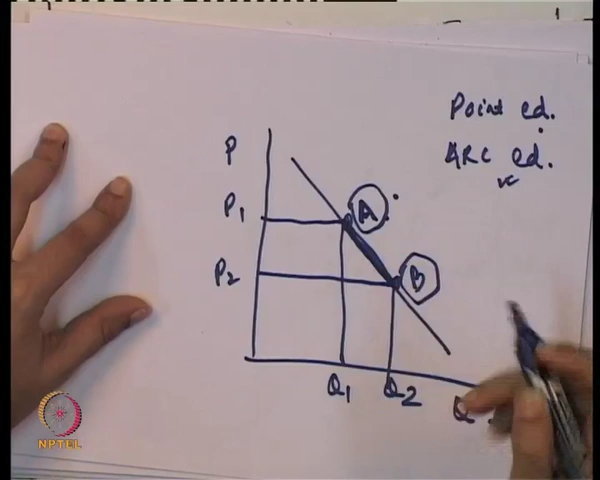 Point ed.
ARC ed.
P
P1
A
P2
B
Q1
Q2
Q
NPTEL